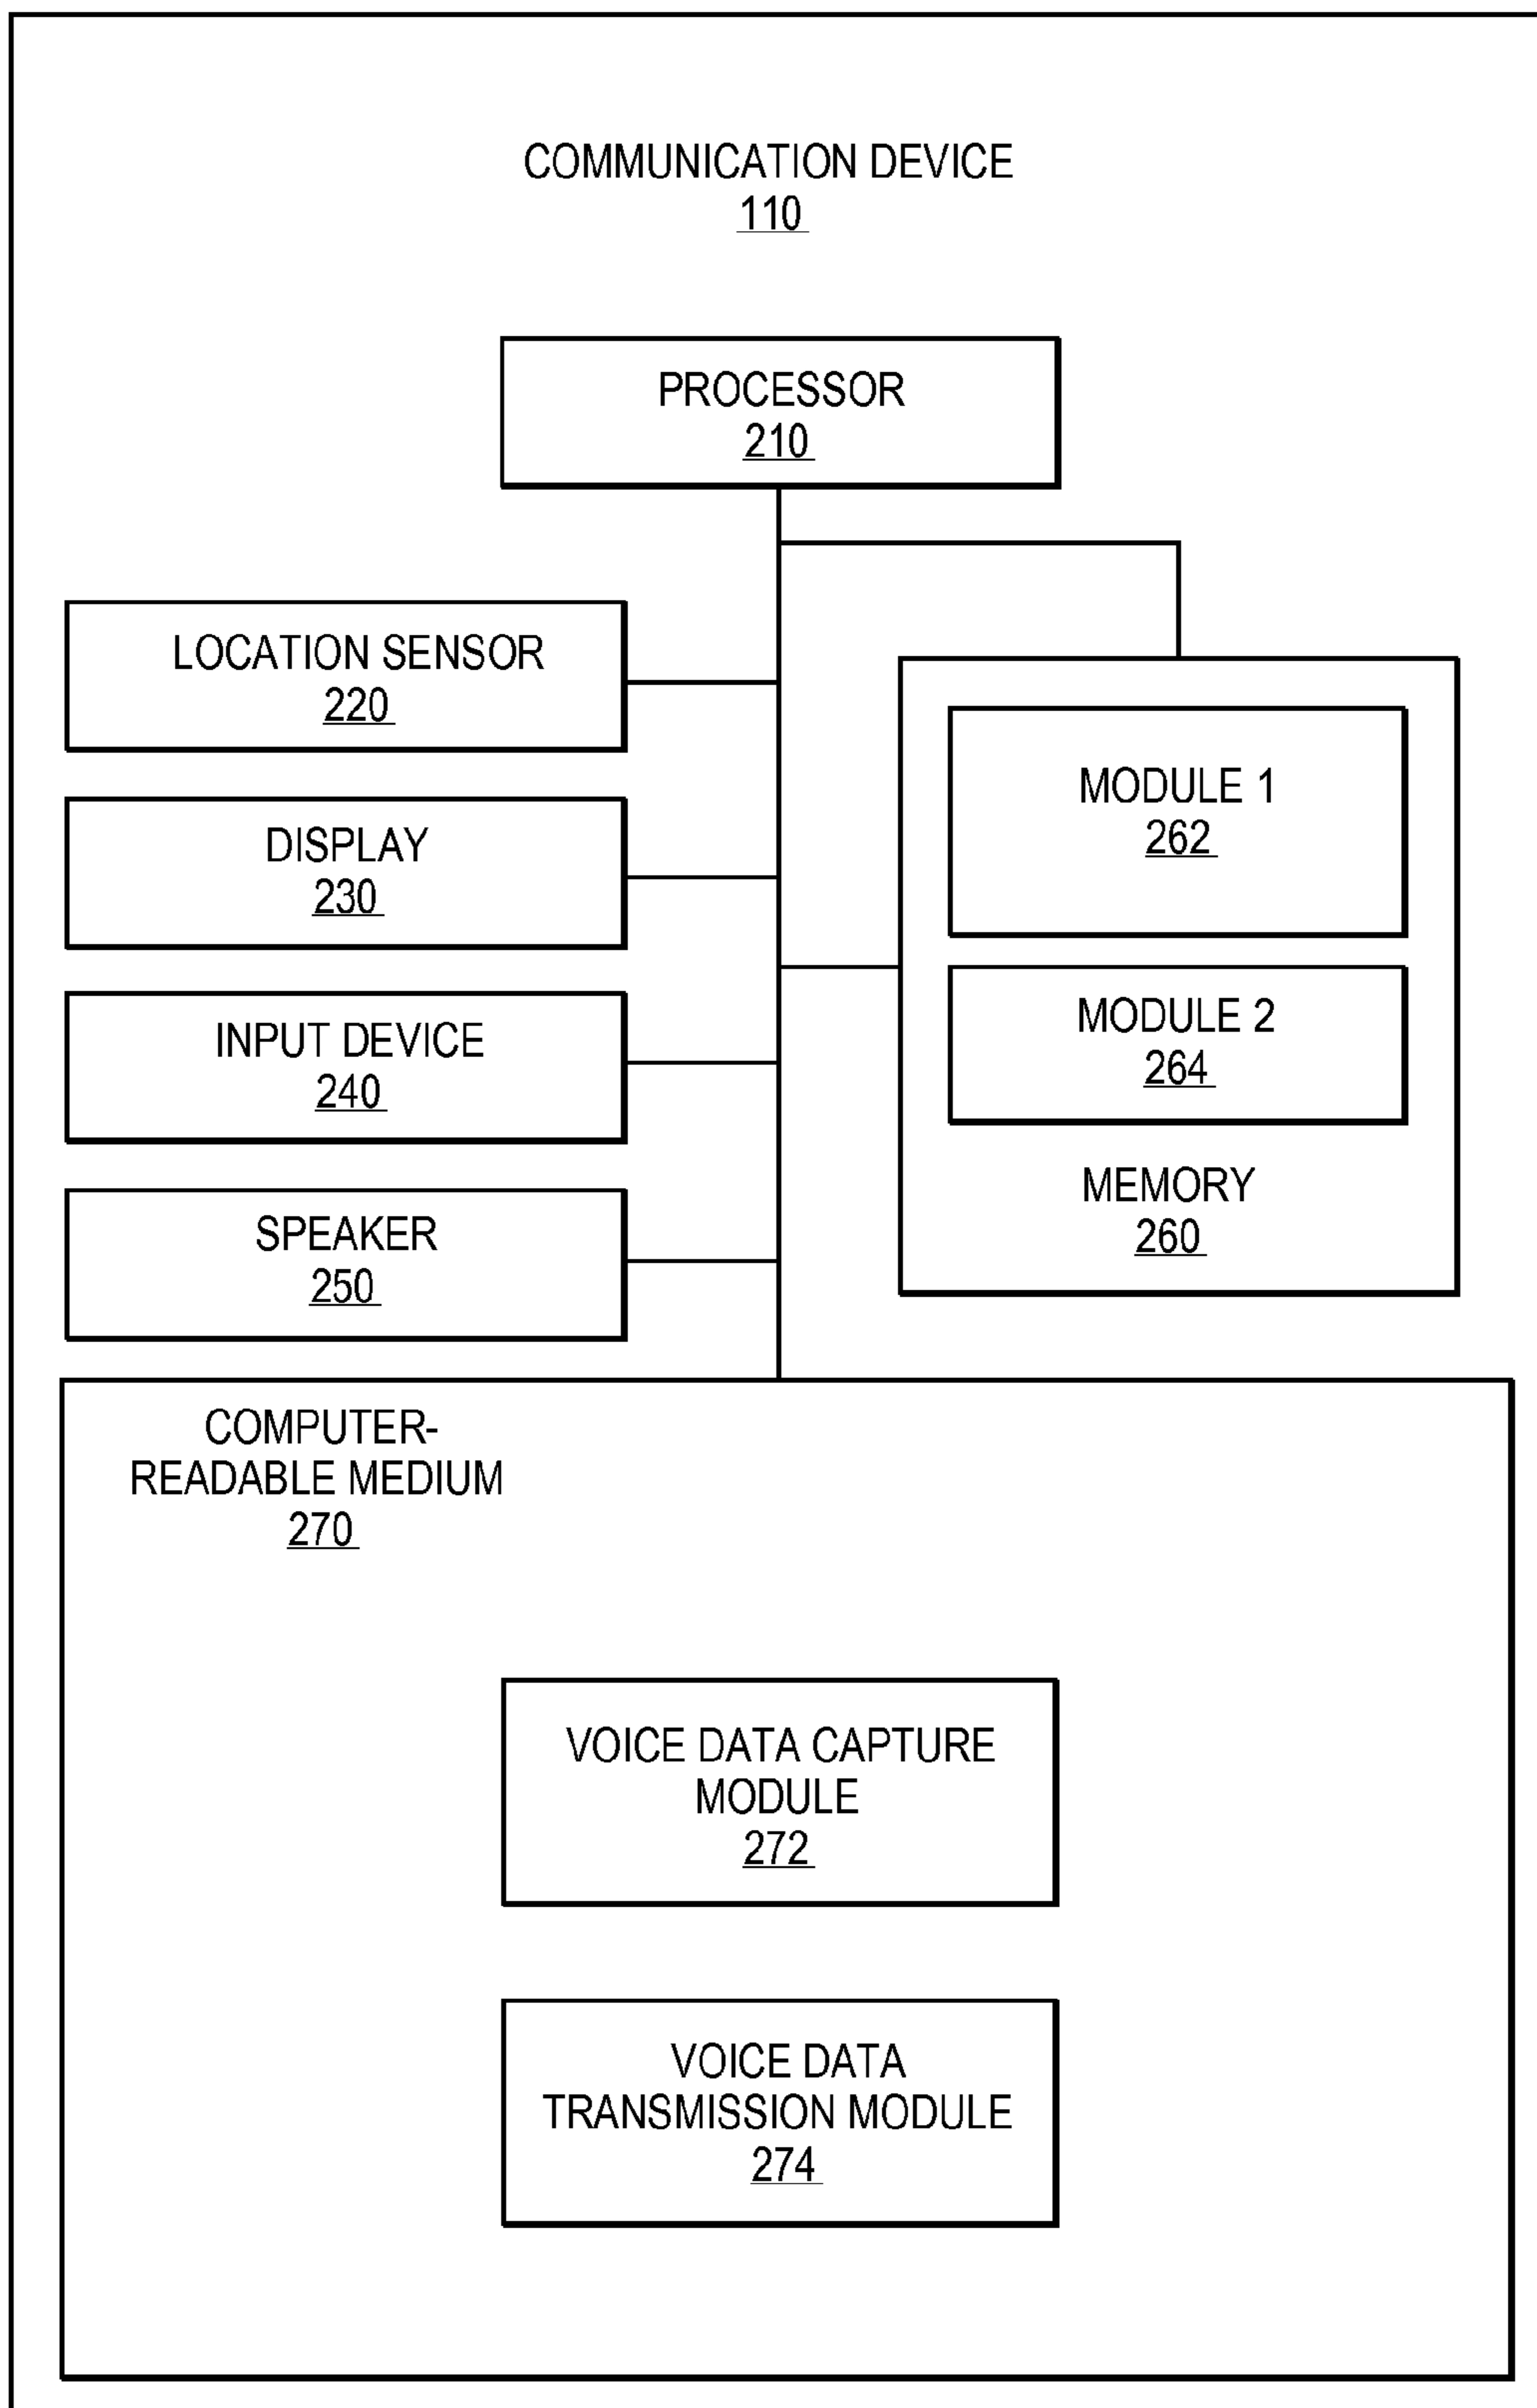 COMMUNICATION DEVICE
110
PROCESSOR
210
LOCATION SENSOR
220
DISPLAY
230
INPUT DEVICE
240
SPEAKER
250
MODULE 1
262
MODULE 2
264
MEMORY
260
COMPUTER-
READABLE MEDIUM
270
VOICE DATA CAPTURE
MODULE
272
VOICE DATA
TRANSMISSION MODULE
274